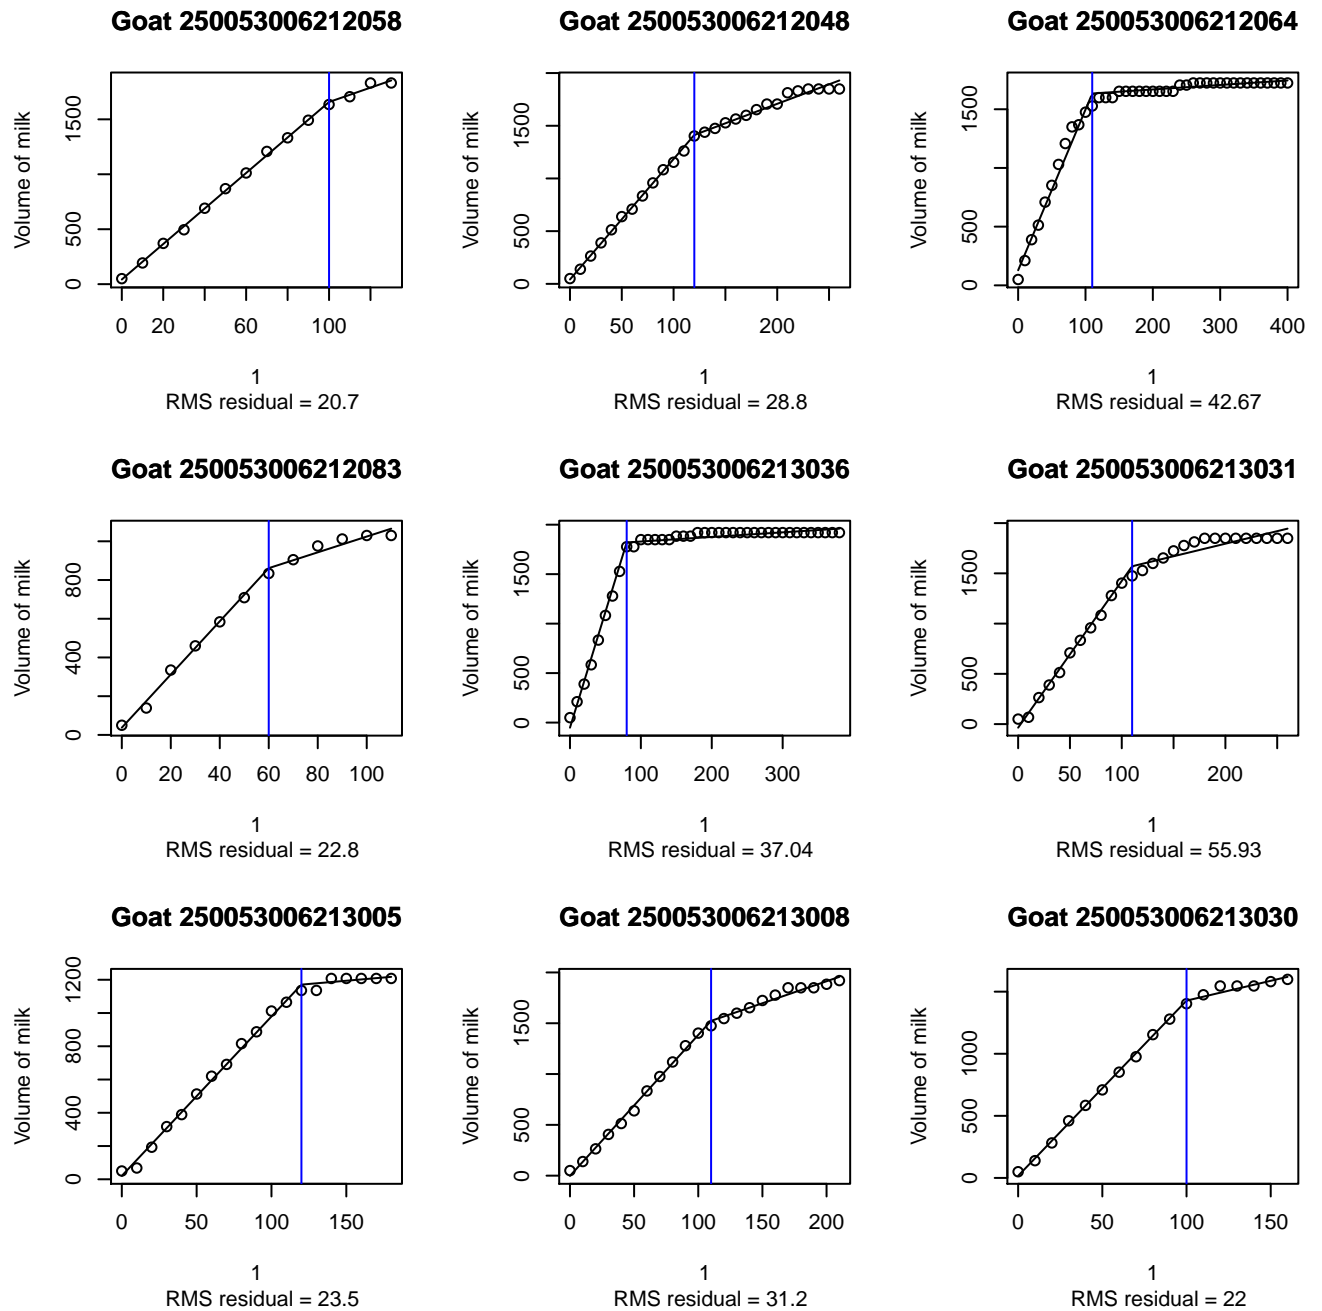 Goat 250053006212058
Volume of milk
0 500 1500
0 20 60 100
1
RMS residual = 20.7
Goat 250053006212048
Volume of milk
0 500 1500
0 50 100 200
1
RMS residual = 28.8
Goat 250053006212064
Volume of milk
0 500 1500
0 100 200 300 400
1
RMS residual = 42.67
Goat 250053006212083
Volume of milk
0 400 800
0 20 40 60 80 100
1
RMS residual = 22.8
Goat 250053006213036
Volume of milk
0 500 1500
0 100 200 300
1
RMS residual = 37.04
Goat 250053006213031
Volume of milk
0 500 1500
0 50 100 200
1
RMS residual = 55.93
Goat 250053006213005
Volume of milk
0 400 800 1200
0 50 100 150
1
RMS residual = 23.5
Goat 250053006213008
Volume of milk
0 500 1500
0 50 100 150 200
1
RMS residual = 31.2
Goat 250053006213030
Volume of milk
0 500 1000
0 50 100 150
1
RMS residual = 22